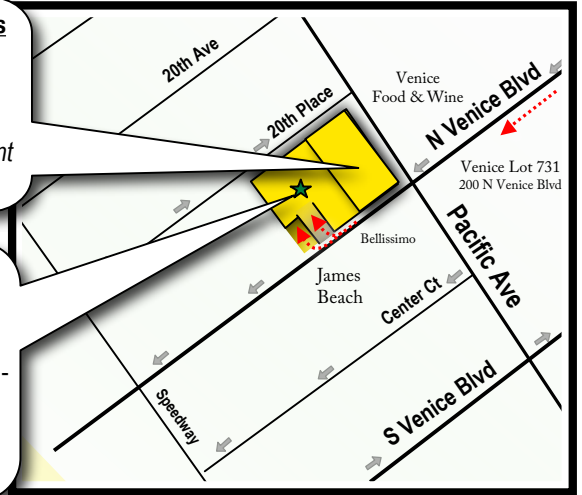 s
nt
-
20th Ave
20th Place
Venice
Food & Wine
N Venice Blvd
Venice Lot 731
200 N Venice Blvd
Pacific Ave
Bellissimo
James
Beach
Center Ct
Speedway
S Venice Blvd